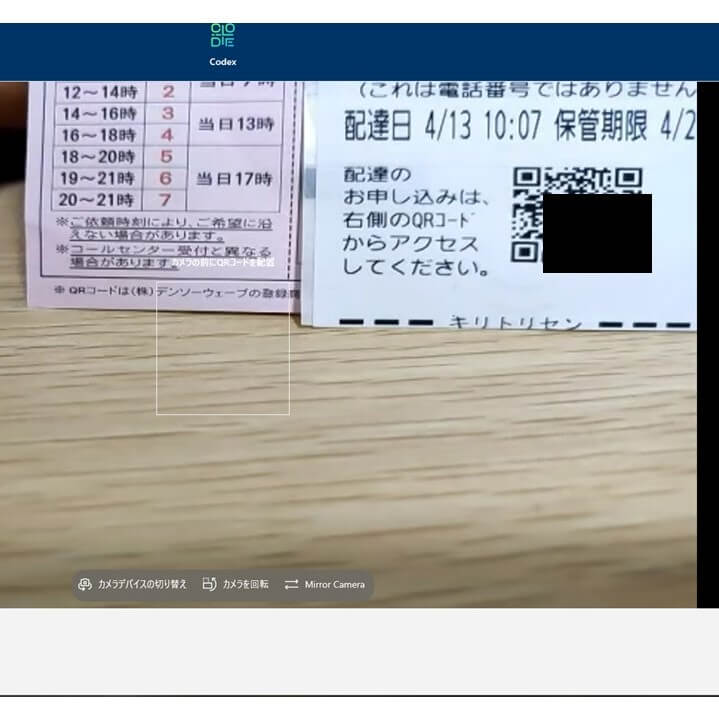 Codex
12～14時 2
14～16時 3
16～18時 4
当日13時
18～20時 5
19～21時 6
20～21時 7
当日17時
※ご依頼時刻により、ご希望に沿
えない場合があります。
※コールセンター受付と異なる
場合があります。
カメラの前にQRコードを配置
※QRコードは(株)デンソーウェーブの登録商
(これは電話番号ではありません
配達日 4/13 10:07 保管期限 4/2
配達の
お申し込みは、
右側のQRコード
からアクセス
してください。
キリトリセン
カメラデバイスの切り替え
カメラを回転
Mirror Camera